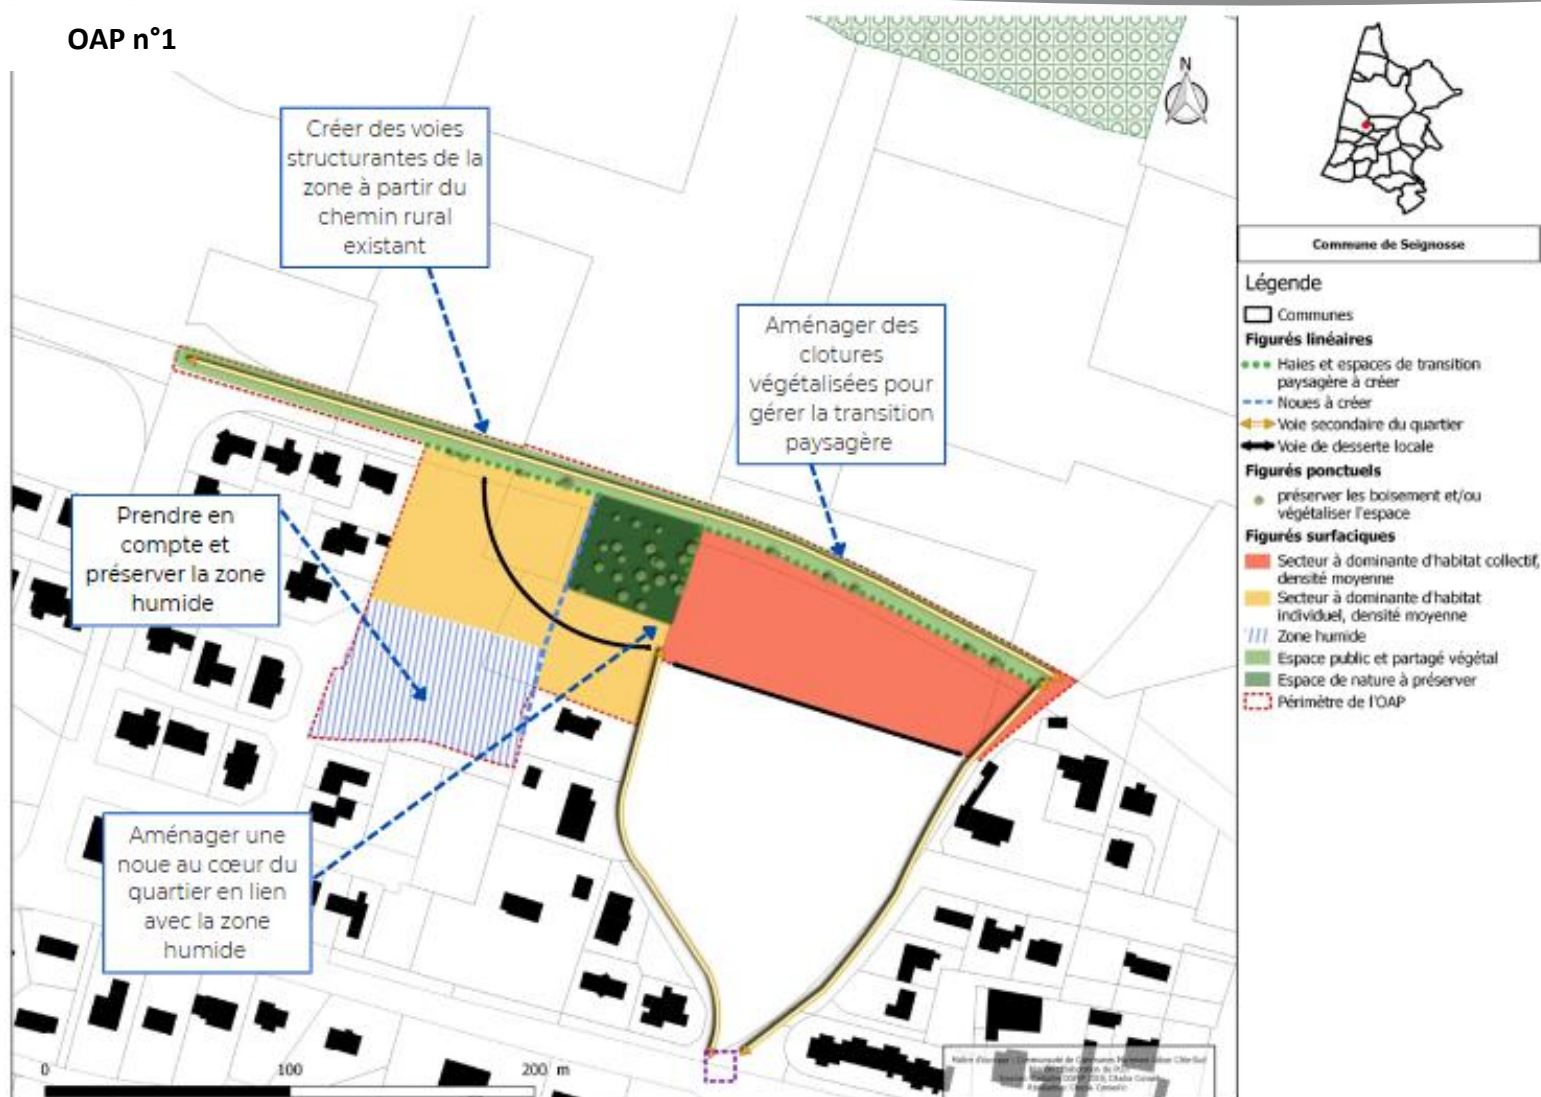 OAP n°1
Créer des voies
structurantes de la
zone à partir du
chemin rural
existant
Aménager des
clotures
végétalisées pour
gérer la transition
paysagère
Prendre en
compte et
préserver la zone
humide
Aménager une
noue au cœur du
quartier en lien
avec la zone
humide
N
0 100 200 m
Commune de Seignosse
Légende
Communes
Figurés linéaires
Haies et espaces de transition
paysagère à créer
Noues à créer
Voie secondaire du quartier
Voie de desserte locale
Figurés ponctuels
préserver les boisement et/ou
végétaliser l'espace
Figurés surfaciques
Secteur à dominante d'habitat collectif,
densité moyenne
Secteur à dominante d'habitat
individuel, densité moyenne
Zone humide
Espace public et partagé végétal
Espace de nature à préserver
Périmètre de l'OAP